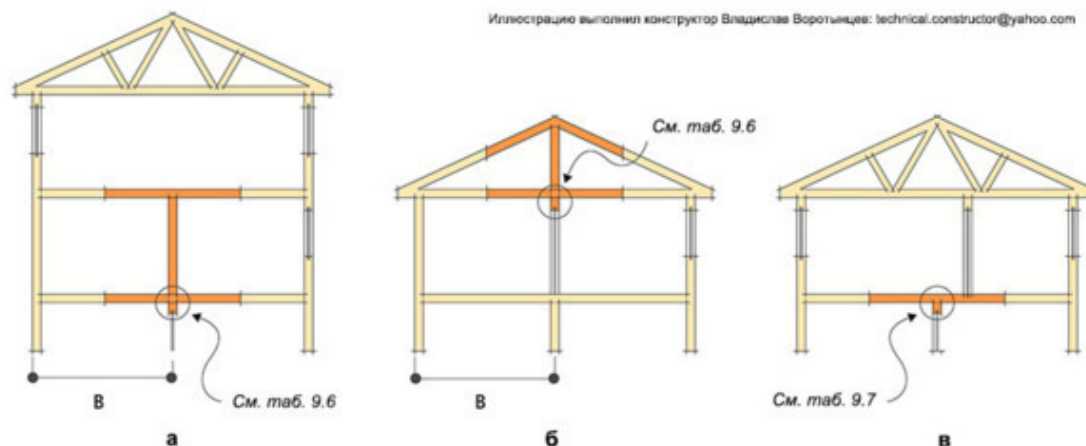 Иллюстрацию выполнил конструктор Владислав Воротынцев: technical.constructor@yahoo.com
См. таб. 9.6
В
В
См. таб. 9.6
См. таб. 9.7
а
б
в